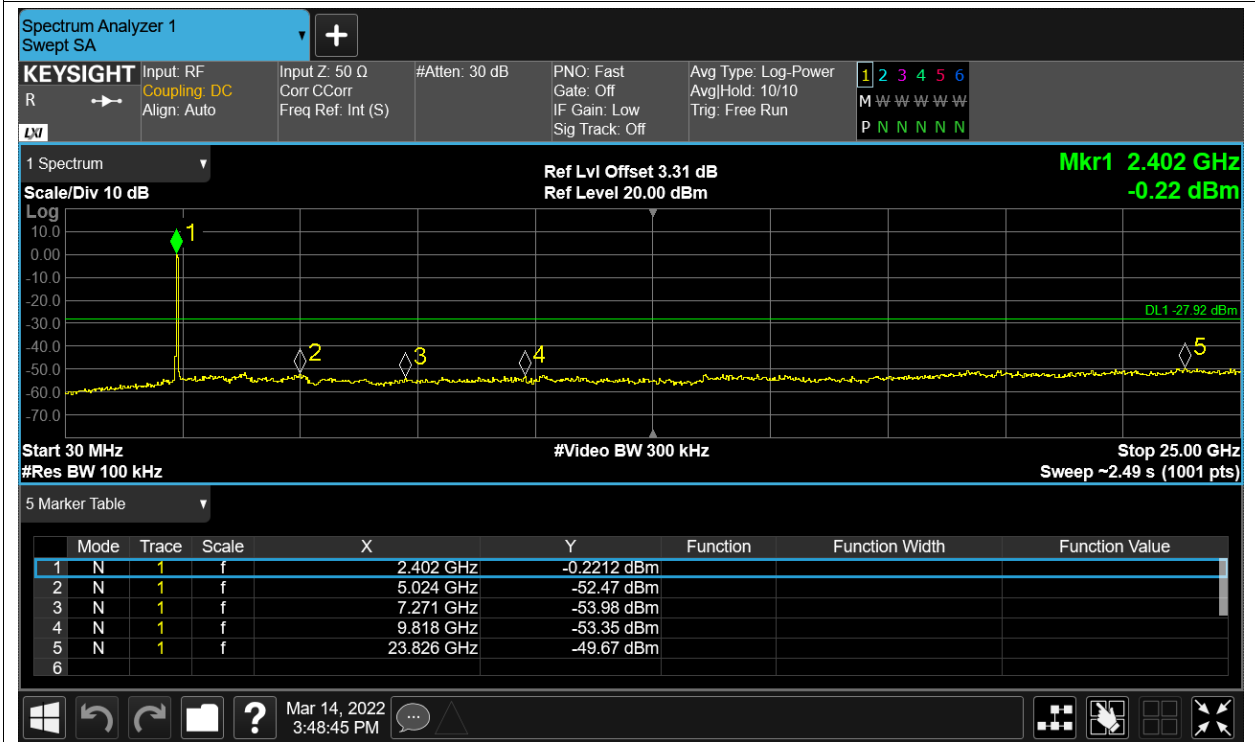 Spectrum Analyzer 1
Swept SA
+
KEYSIGHT Input: RF Input Z: 50 Ω #Atten: 30 dB PNO: Fast Avg Type: Log-Power 1 2 3 4 5 6
R Coupling: DC Corr CCorr Gate: Off Avg|Hold: 10/10 M W W W W W
Align: Auto Freq Ref: Int (S) IF Gain: Low Trig: Free Run
LXI Sig Track: Off P N N N N N
1 Spectrum Ref Lvl Offset 3.31 dB Mkr1 2.402 GHz
Scale/Div 10 dB Ref Level 20.00 dBm -0.22 dBm
Log
10.0 1
0.00
-10.0
-20.0
DL1 -27.92 dBm
-30.0
-40.0 2 3 4 5
-50.0
-60.0
-70.0
Start 30 MHz #Video BW 300 kHz Stop 25.00 GHz
#Res BW 100 kHz Sweep ~2.49 s (1001 pts)
5 Marker Table
Mode Trace Scale X Y Function Function Width Function Value
1 N 1 f 2.402 GHz -0.2212 dBm
2 N 1 f 5.024 GHz -52.47 dBm
3 N 1 f 7.271 GHz -53.98 dBm
4 N 1 f 9.818 GHz -53.35 dBm
5 N 1 f 23.826 GHz -49.67 dBm
6
? Mar 14, 2022
3:48:45 PM